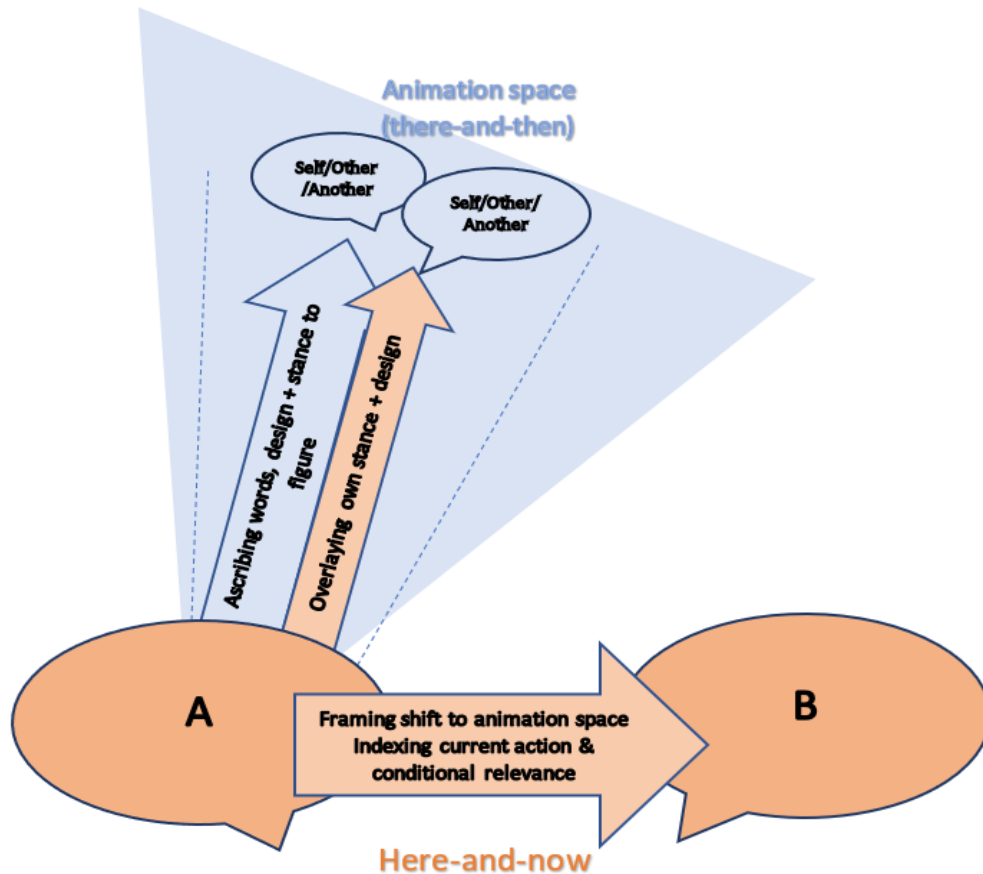 Animation space
(there-and-then)
Self/Other
/Another
Self/Other/
Another
Ascribing words, design + stance to
figure
Overlaying own stance + design
A
B
Framing shift to animation space
Indexing current action &
conditional relevance
Here-and-now